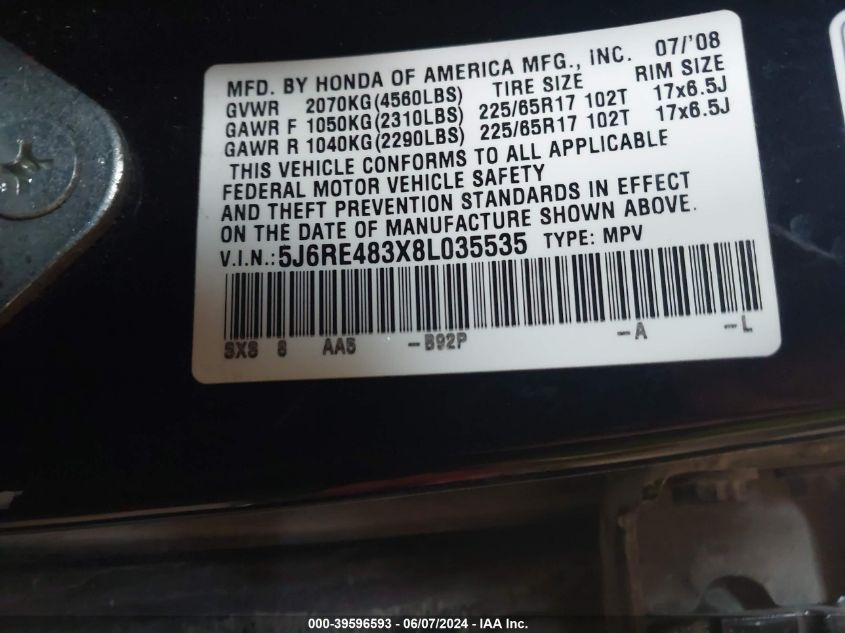 MFD. BY HONDA OF AMERICA MFG., INC. 07/'08
GVWR 2070KG(4560LBS) TIRE SIZE RIM SIZE
GAWR F 1050KG(2310LBS) 225/65R17 102T 17x6.5J
GAWR R 1040KG(2290LBS) 225/65R17 102T 17x6.5J
THIS VEHICLE CONFORMS TO ALL APPLICABLE
FEDERAL MOTOR VEHICLE SAFETY
AND THEFT PREVENTION STANDARDS IN EFFECT
ON THE DATE OF MANUFACTURE SHOWN ABOVE.
V.I.N.:5J6RE483X8L035535 TYPE: MPV
SXS 8 AA5 -B92P -A -L
000-39596593 - 06/07/2024 - IAA Inc.